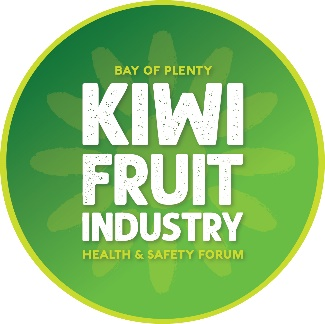 BAY OF PLENTY
KIWI
FRUIT
INDUSTRY
HEALTH & SAFETY FORUM